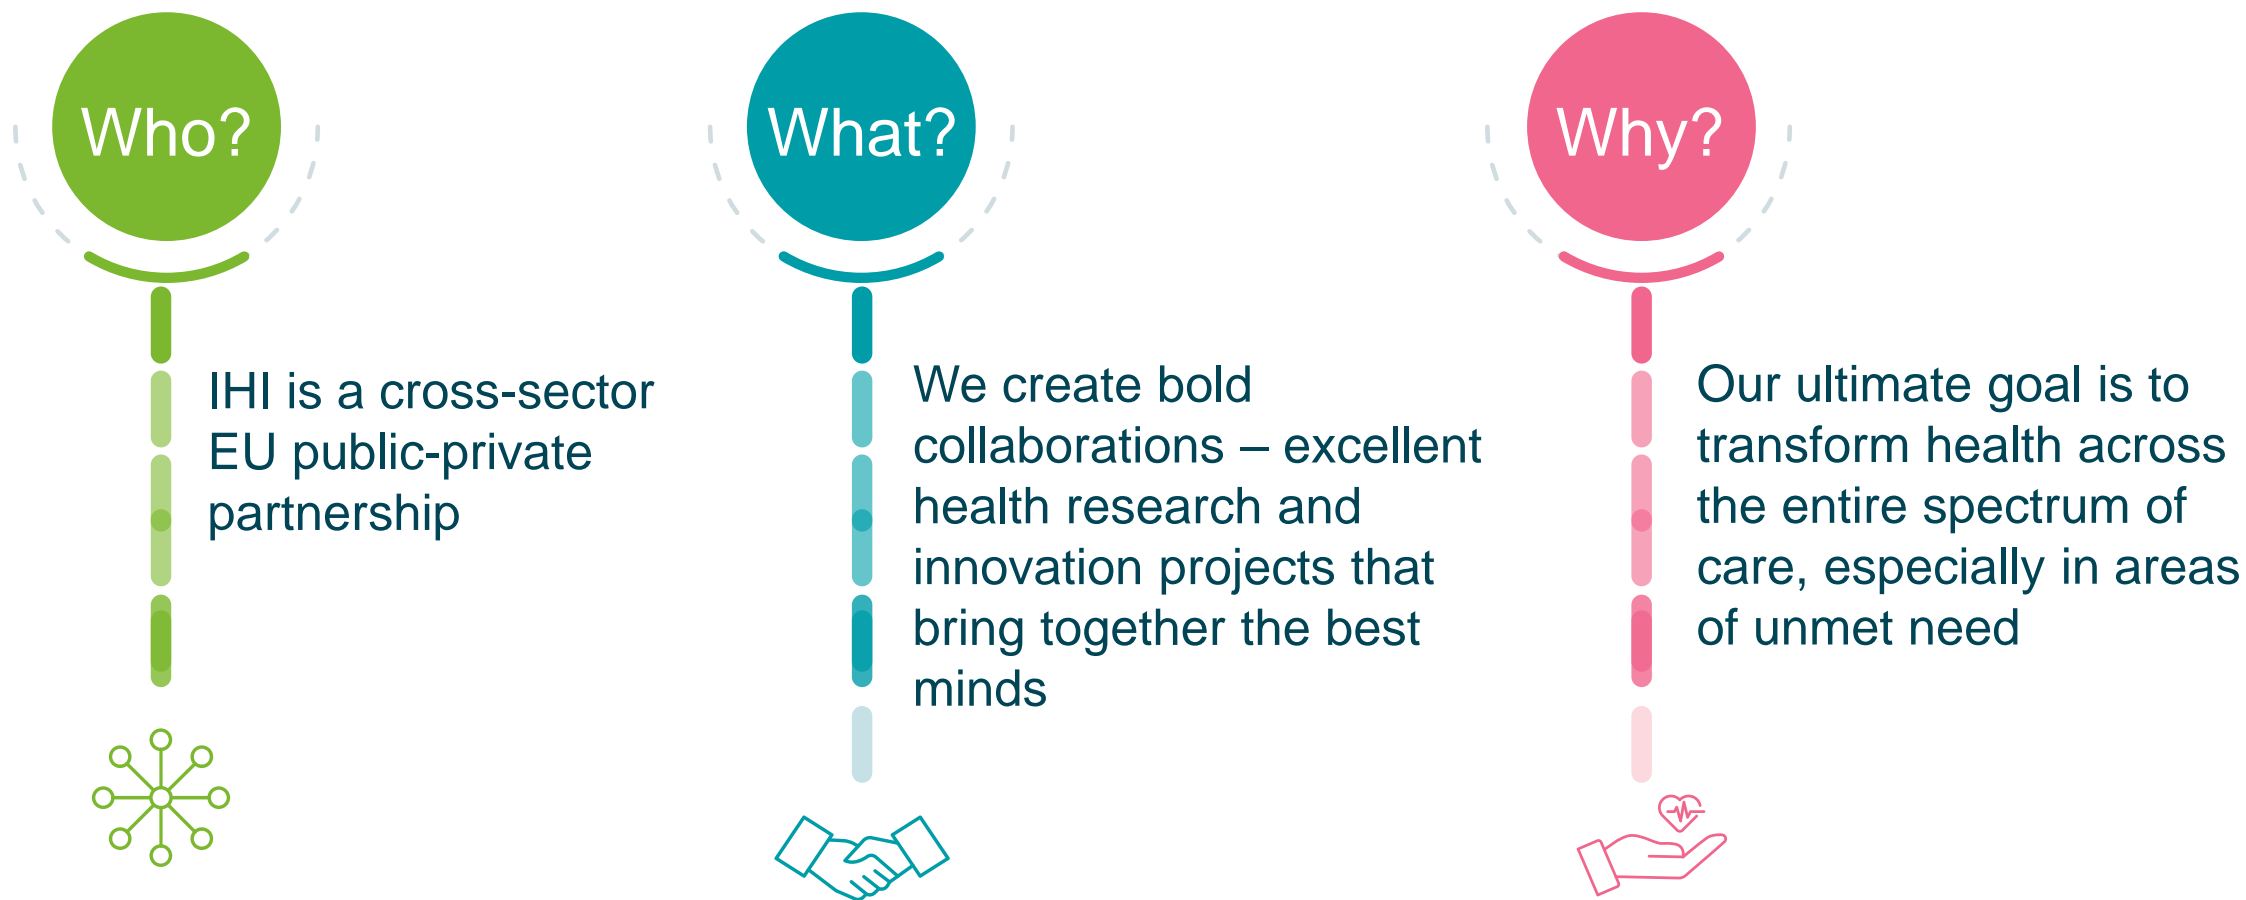 Who?
IHI is a cross-sector
EU public-private
partnership
What?
We create bold
collaborations – excellent
health research and
innovation projects that
bring together the best
minds
Why?
Our ultimate goal is to
transform health across
the entire spectrum of
care, especially in areas
of unmet need